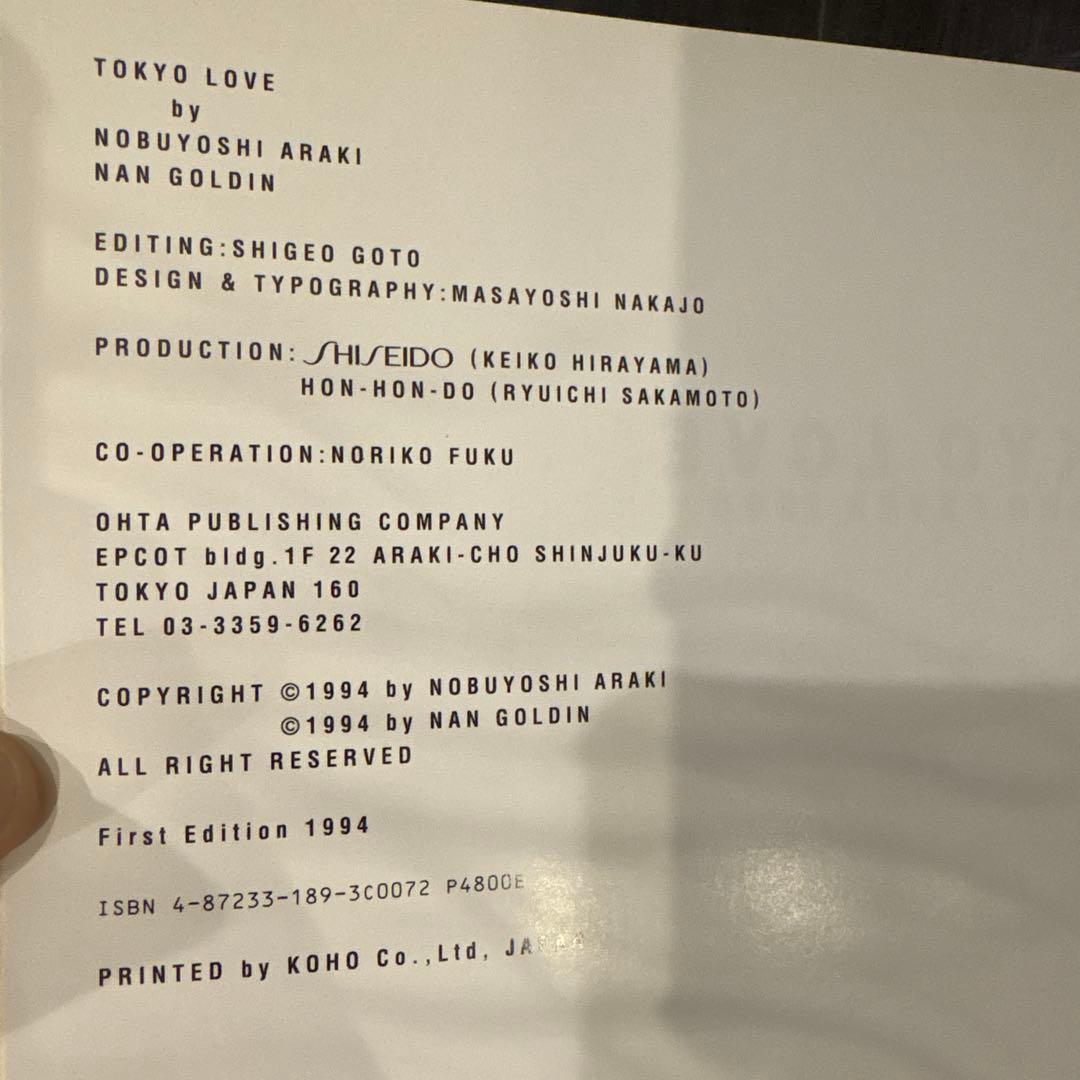 TOKYO LOVE
by
NOBUYOSHI ARAKI
NAN GOLDIN
EDITING:SHIGEO GOTO
DESIGN & TYPOGRAPHY:MASAYOSHI NAKAJO
PRODUCTION: SHISEIDO (KEIKO HIRAYAMA)
HON-HON-DO (RYUICHI SAKAMOTO)
CO-OPERATION:NORIKO FUKU
OHTA PUBLISHING COMPANY
EPCOT bldg.1F 22 ARAKI-CHO SHINJUKU-KU
TOKYO JAPAN 160
TEL 03-3359-6262
COPYRIGHT ©1994 by NOBUYOSHI ARAKI
©1994 by NAN GOLDIN
ALL RIGHT RESERVED
First Edition 1994
ISBN 4-87233-189-3C0072 P4800E
PRINTED by KOHO Co.,Ltd, JAPAN